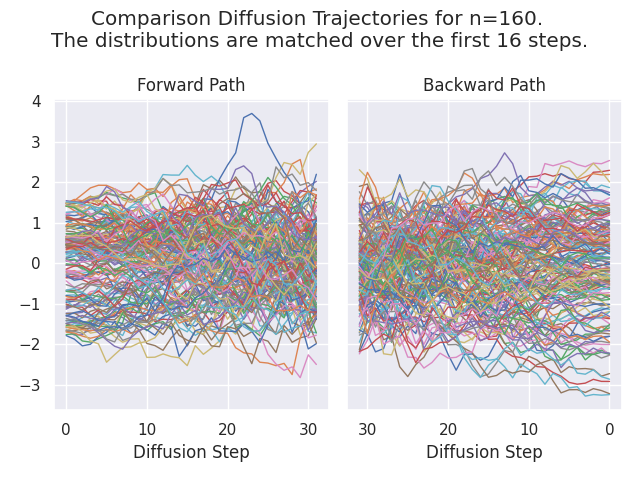 Comparison Diffusion Trajectories for n=160.
The distributions are matched over the first 16 steps.
Forward Path
Backward Path
4
3
2
1
0
−1
−2
−3
0 10 20 30
30 20 10 0
Diffusion Step
Diffusion Step